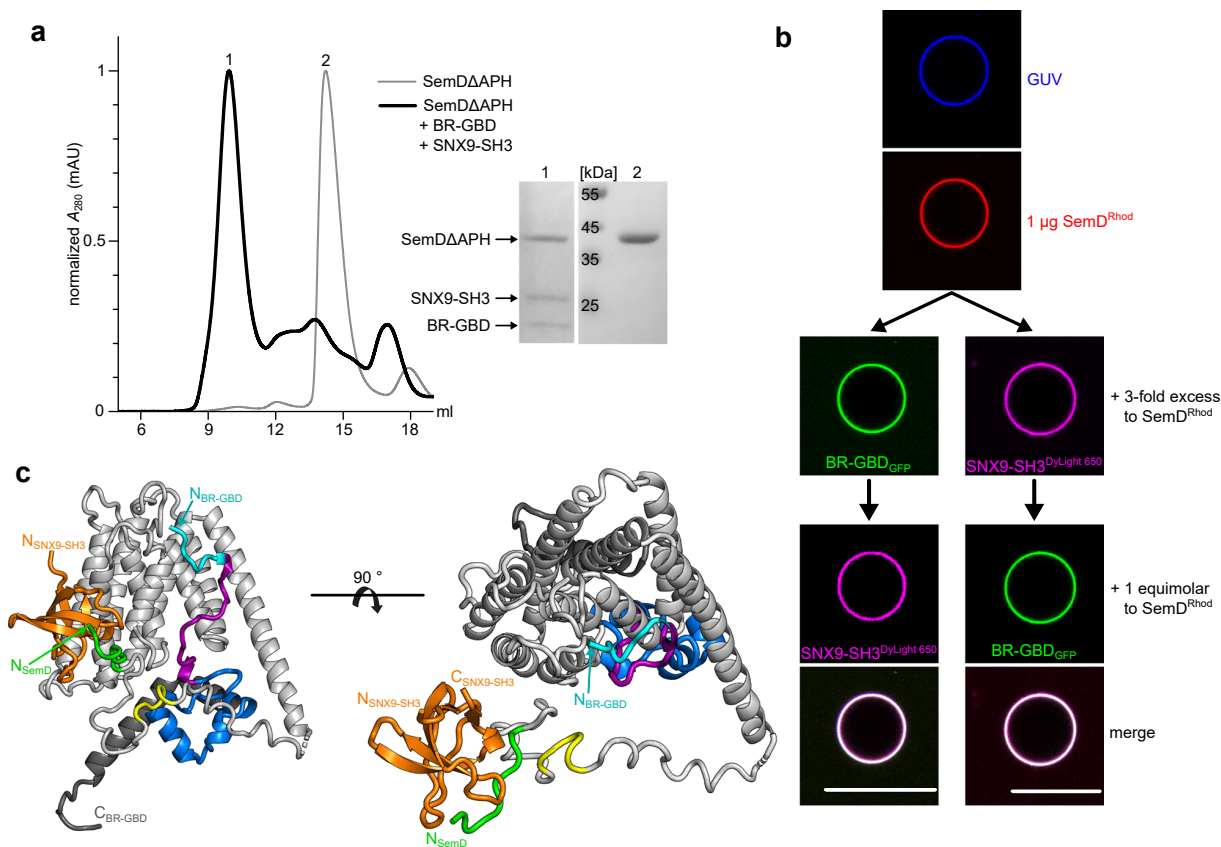 a
1
2
SemDΔAPH
SemDΔAPH
+ BR-GBD
+ SNX9-SH3
normalized A280 (mAU)
1
0.5
0
6
9
12
15
18
ml
1
[kDa]
2
55
45
35
25
SemDΔAPH
SNX9-SH3
BR-GBD
b
GUV
1 µg SemDRhod
+ 3-fold excess
to SemDRhod
BR-GBDGFP
SNX9-SH3DyLight 650
+ 1 equimolar
to SemDRhod
SNX9-SH3DyLight 650
BR-GBDGFP
merge
c
NBR-GBD
NSNX9-SH3
NSemD
CBR-GBD
90 °
NSNX9-SH3
CSNX9-SH3
NBR-GBD
NSemD